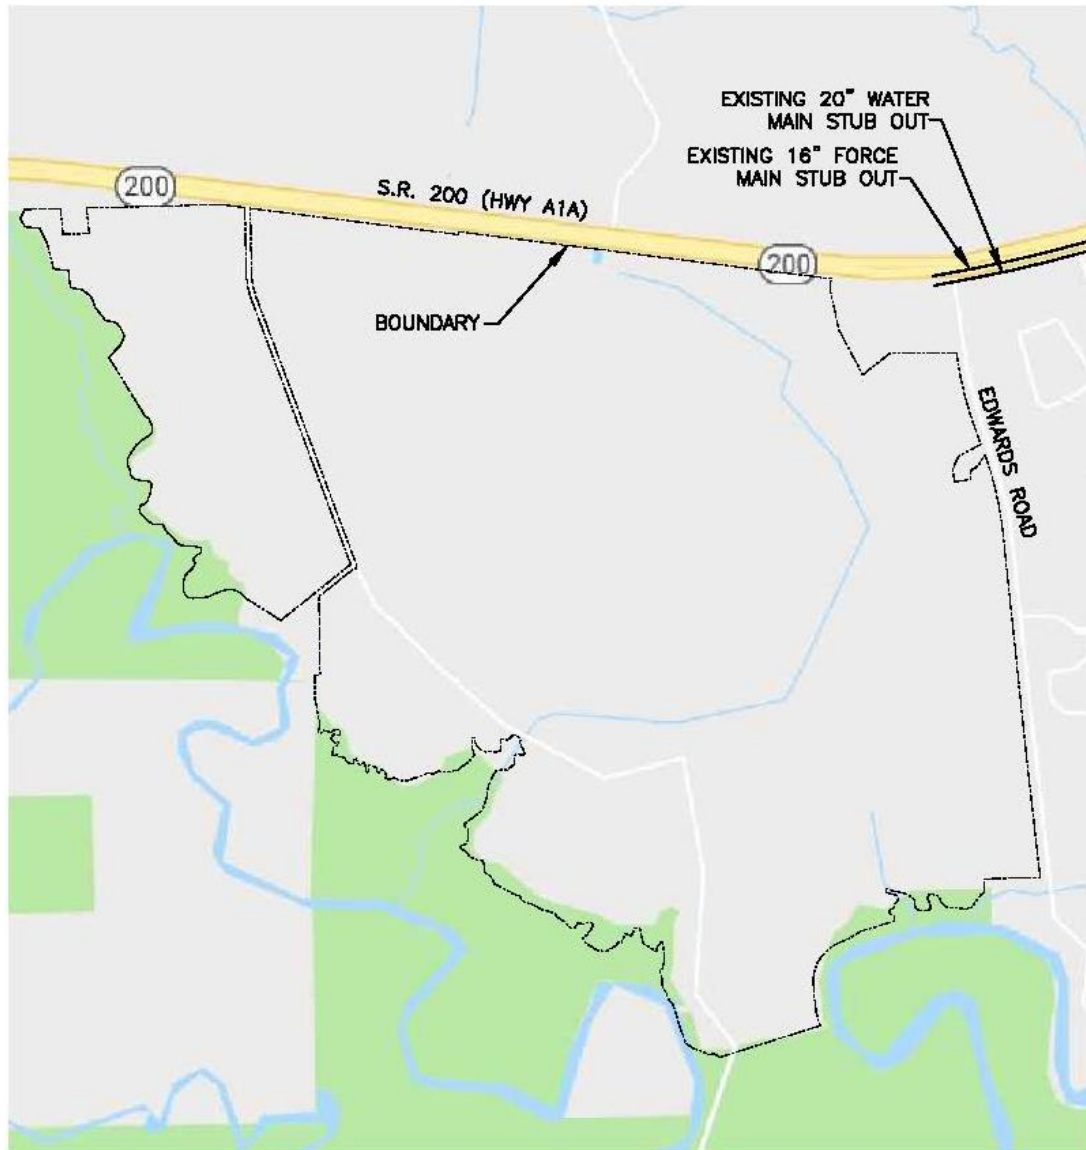 EXISTING 20" WATER
MAIN STUB OUT
EXISTING 16" FORCE
MAIN STUB OUT
200
S.R. 200 (HWY A1A)
200
BOUNDARY
EDWARDS ROAD